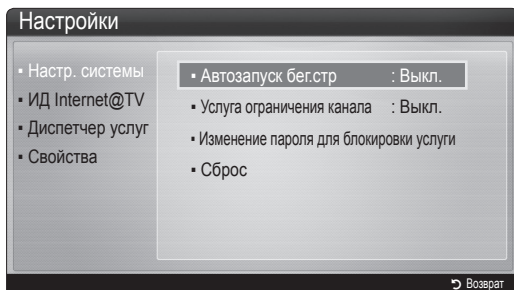 Настройки
▪ Настр. системы
▪ ИД Internet@TV
▪ Диспетчер услуг
▪ Свойства
▪ Автозапуск бег.стр : Выкл.
▪ Услуга ограничения канала : Выкл.
▪ Изменение пароля для блокировки услуги
▪ Сброс
Возврат